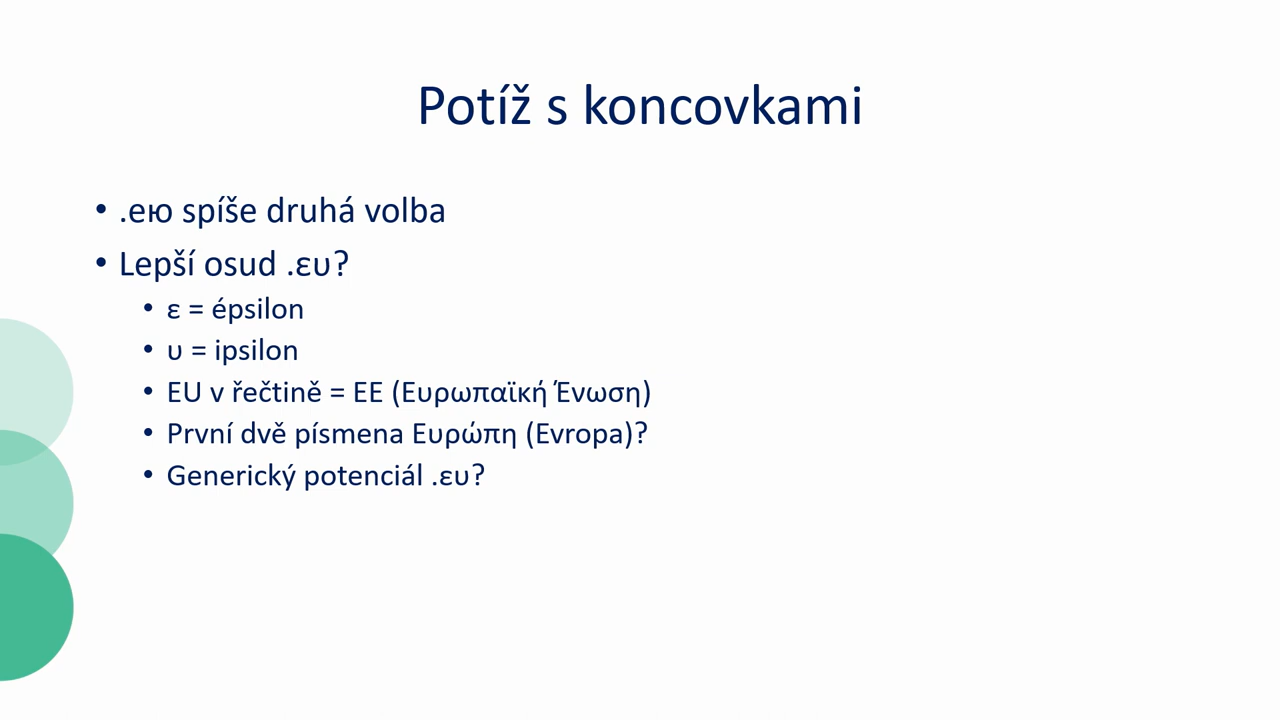 Potíž s koncovkami
• .ею spíše druhá volba
• Lepší osud .ευ?
• ε = épsilon
• υ = ipsilon
• EU v řečtině = ΕΕ (Ευρωπαϊκή Ένωση)
• První dvě písmena Ευρώπη (Evropa)?
• Generický potenciál .ευ?